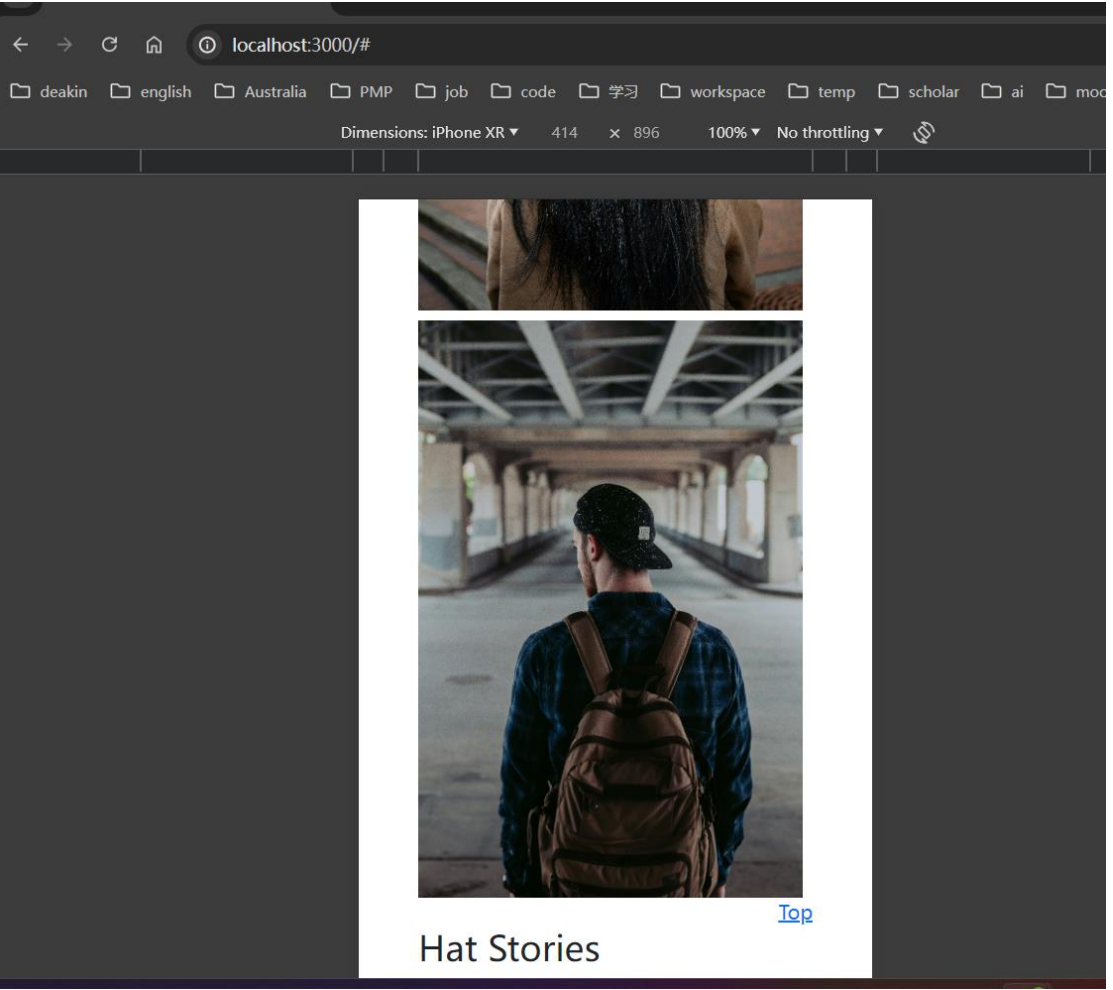 localhost:3000/#
deakin english Australia PMP job code 学习 workspace temp scholar ai moo
Dimensions: iPhone XR 414 × 896 100% No throttling
Top
Hat Stories